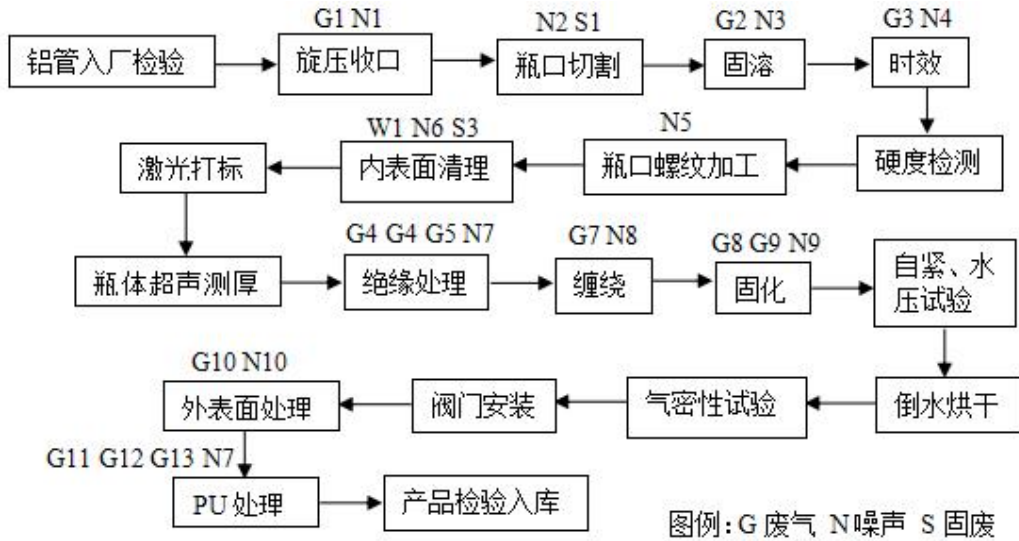 G1 N1
N2 S1
G2 N3
G3 N4
铝管入厂检验
旋压收口
瓶口切割
固溶
时效
W1 N6 S3
N5
激光打标
内表面清理
瓶口螺纹加工
硬度检测
G4 G4 G5 N7
G7 N8
G8 G9 N9
瓶体超声测厚
绝缘处理
缠绕
固化
自紧、水
压试验
G10 N10
外表面处理
阀门安装
气密性试验
倒水烘干
G11 G12 G13 N7
PU 处理
产品检验入库
图例: G 废气 N 噪声 S 固废